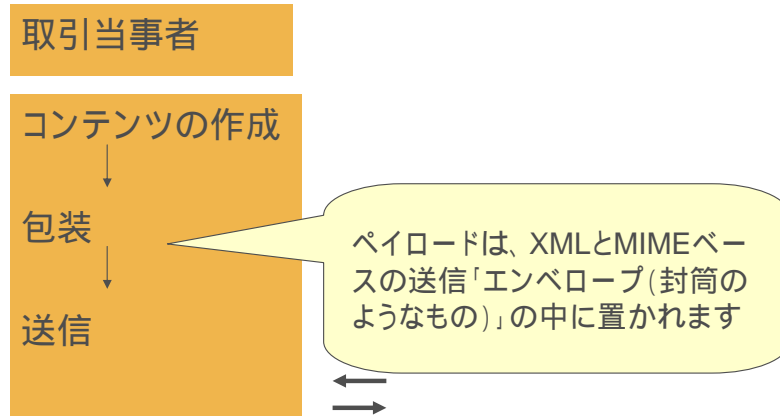 取引当事者
コンテンツの作成
包装
ペイロードは、XMLとMIMEベー
スの送信「エンベロープ(封筒の
ようなもの)」の中に置かれます
送信